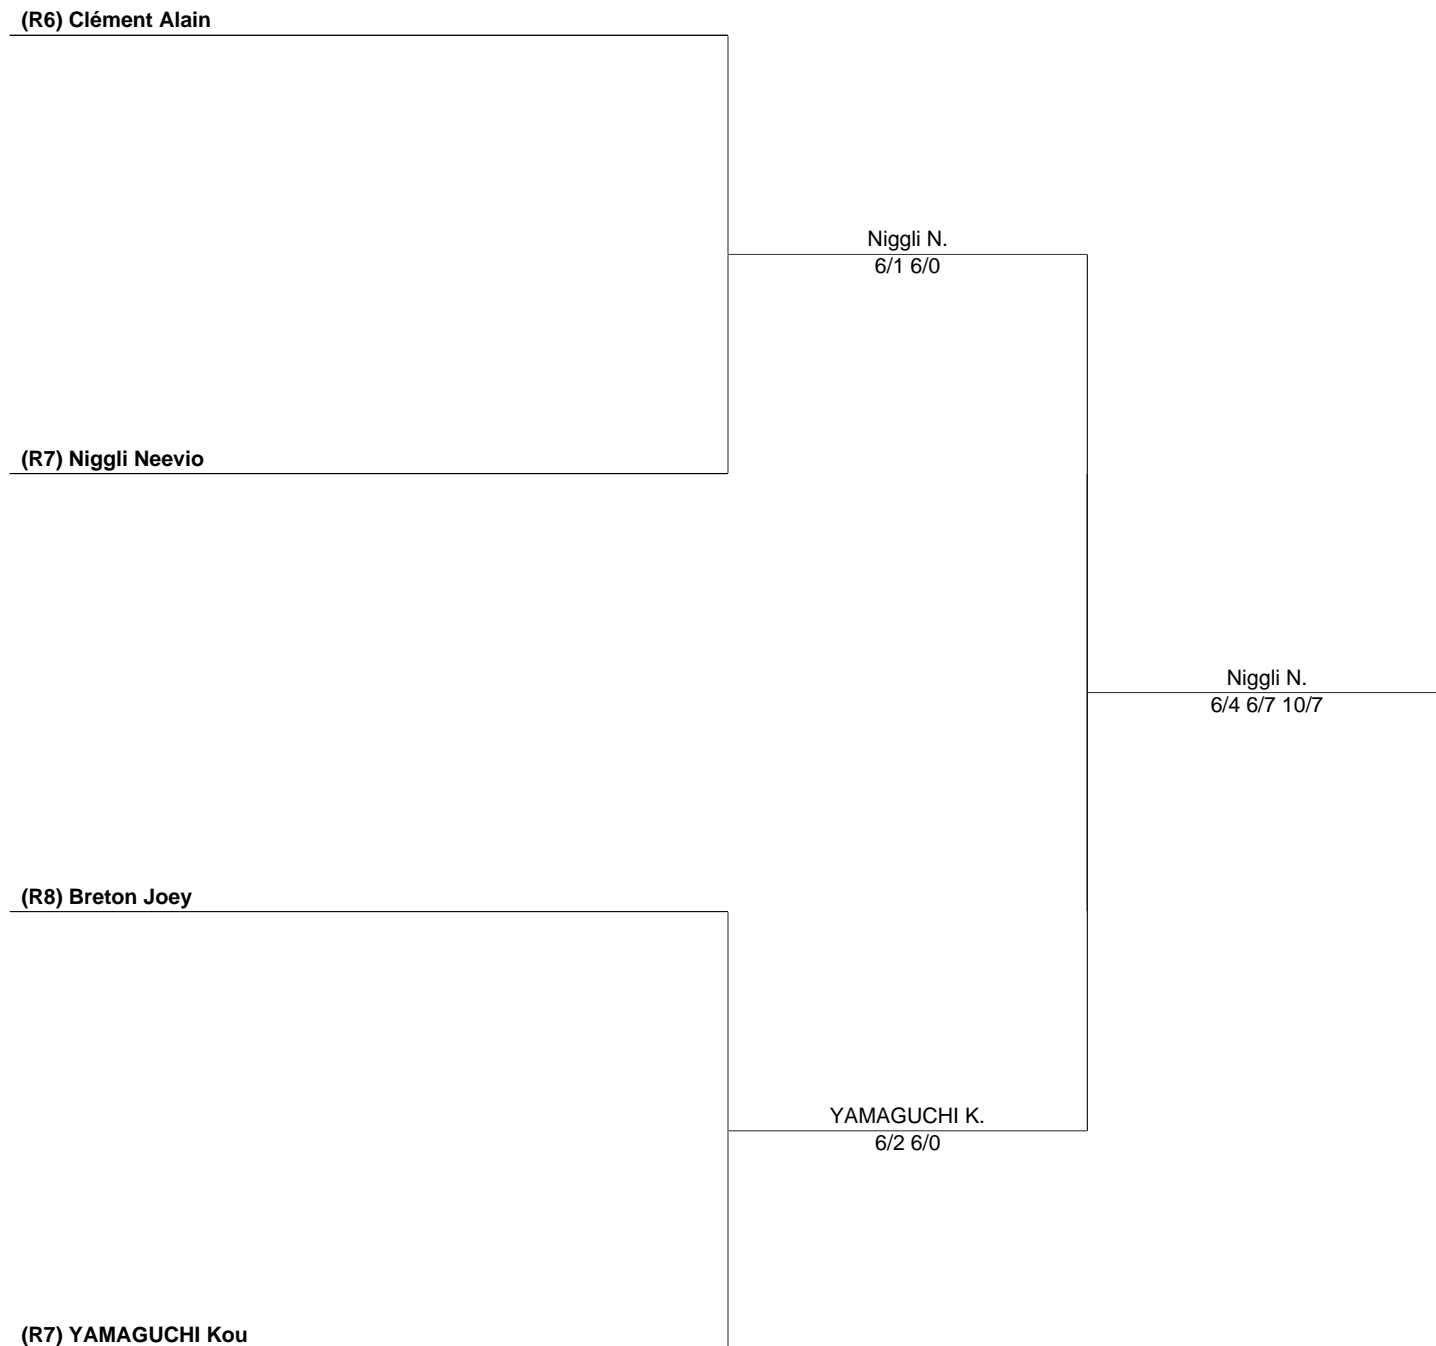 (R6) Clément Alain
Niggli N.
6/1 6/0
(R7) Niggli Neevio
Niggli N.
6/4 6/7 10/7
(R8) Breton Joey
YAMAGUCHI K.
6/2 6/0
(R7) YAMAGUCHI Kou